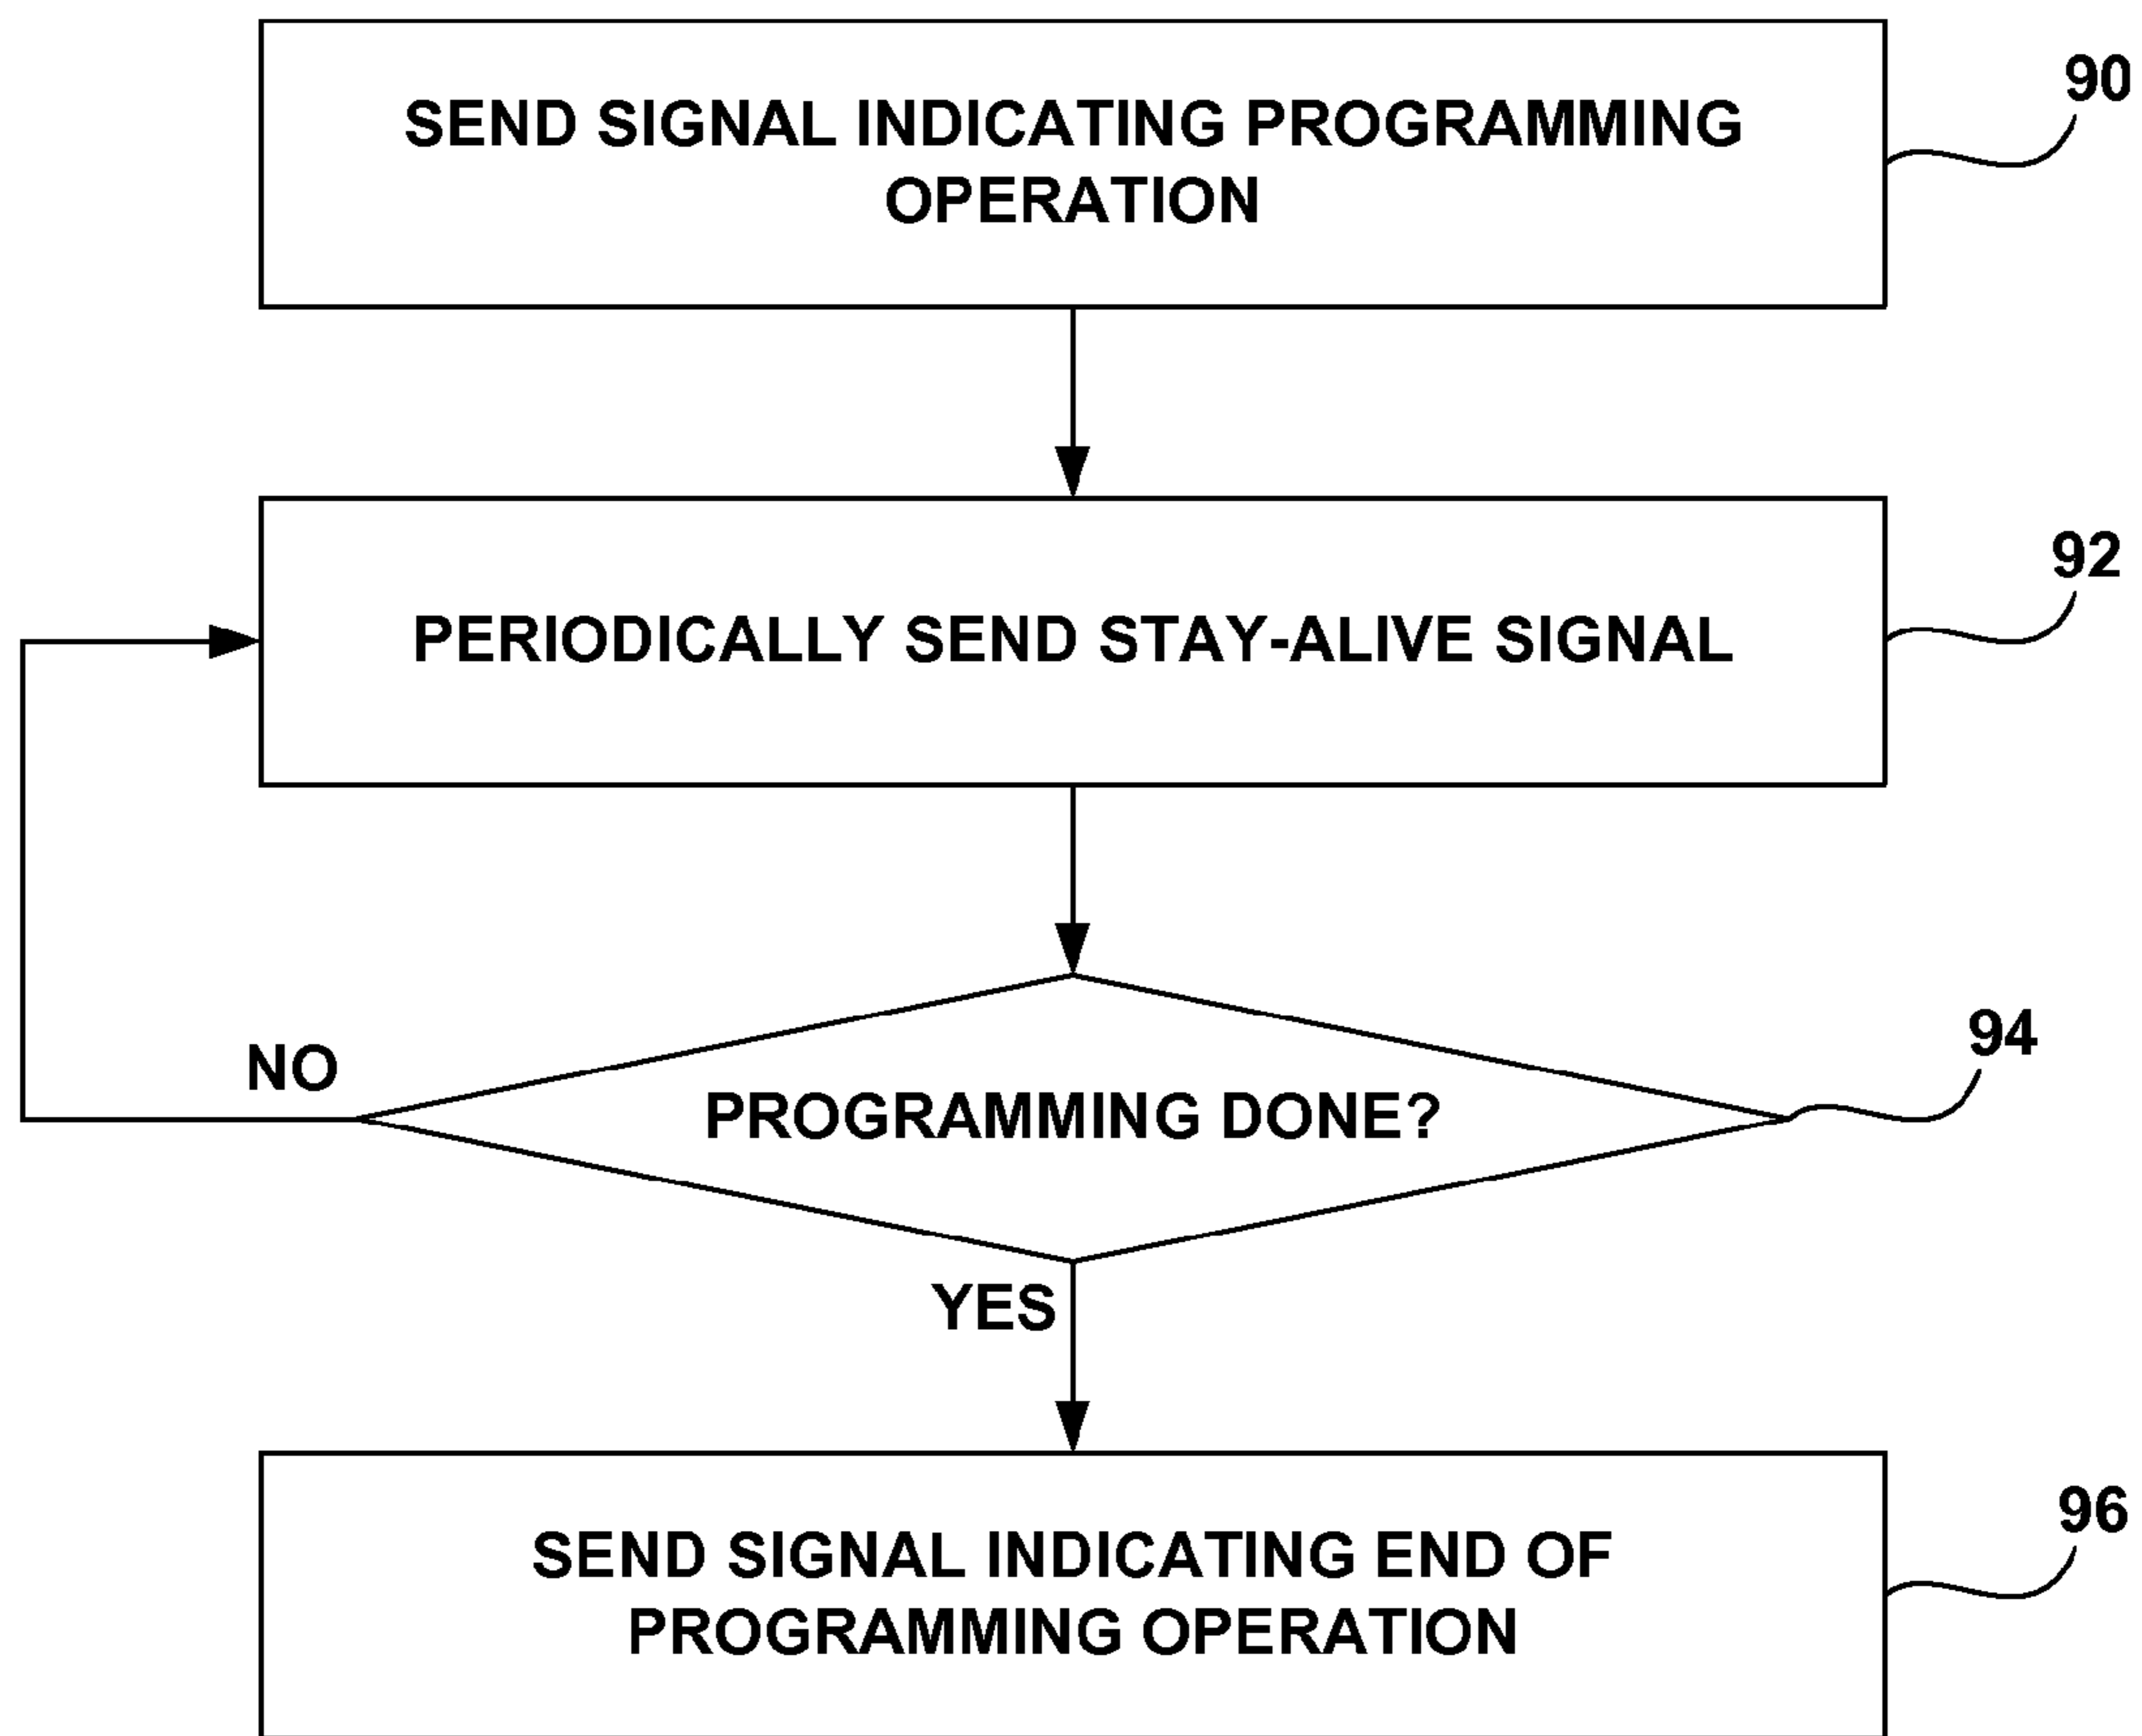 SEND SIGNAL INDICATING PROGRAMMING
OPERATION
90
PERIODICALLY SEND STAY-ALIVE SIGNAL
92
PROGRAMMING DONE?
94
NO
YES
SEND SIGNAL INDICATING END OF
PROGRAMMING OPERATION
96